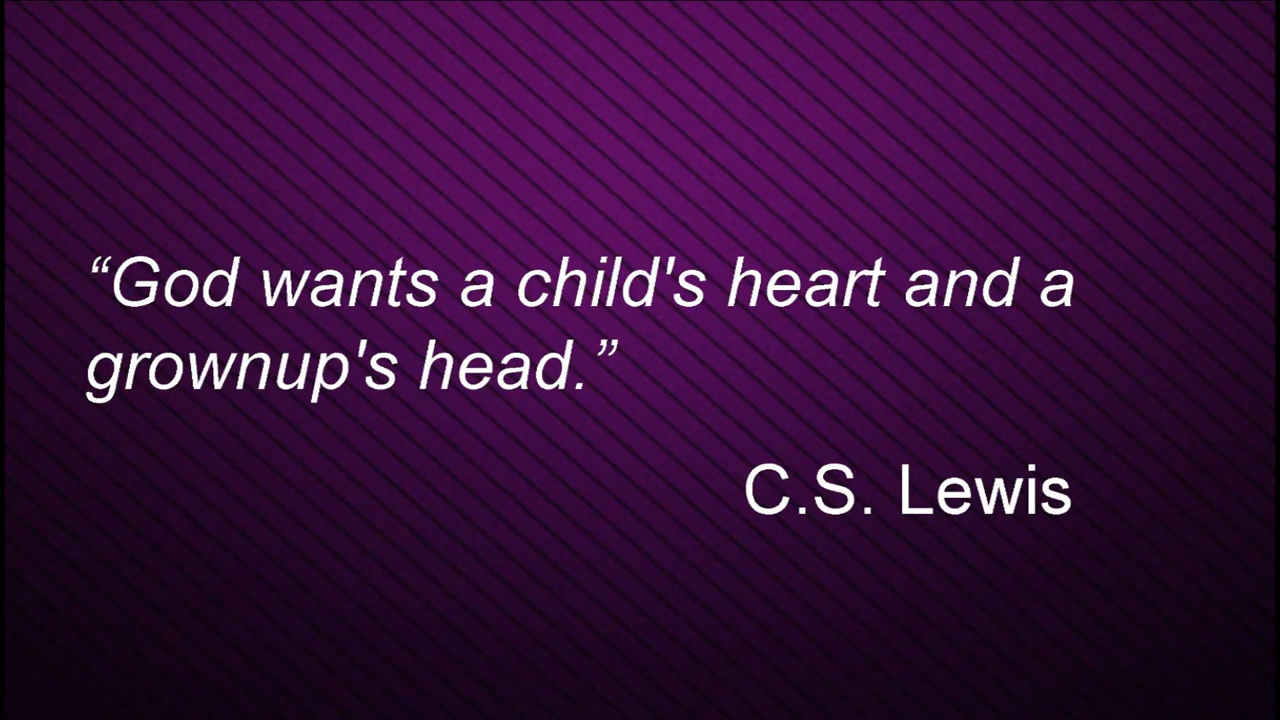 “God wants a child's heart and a
grownup's head.”
C.S. Lewis